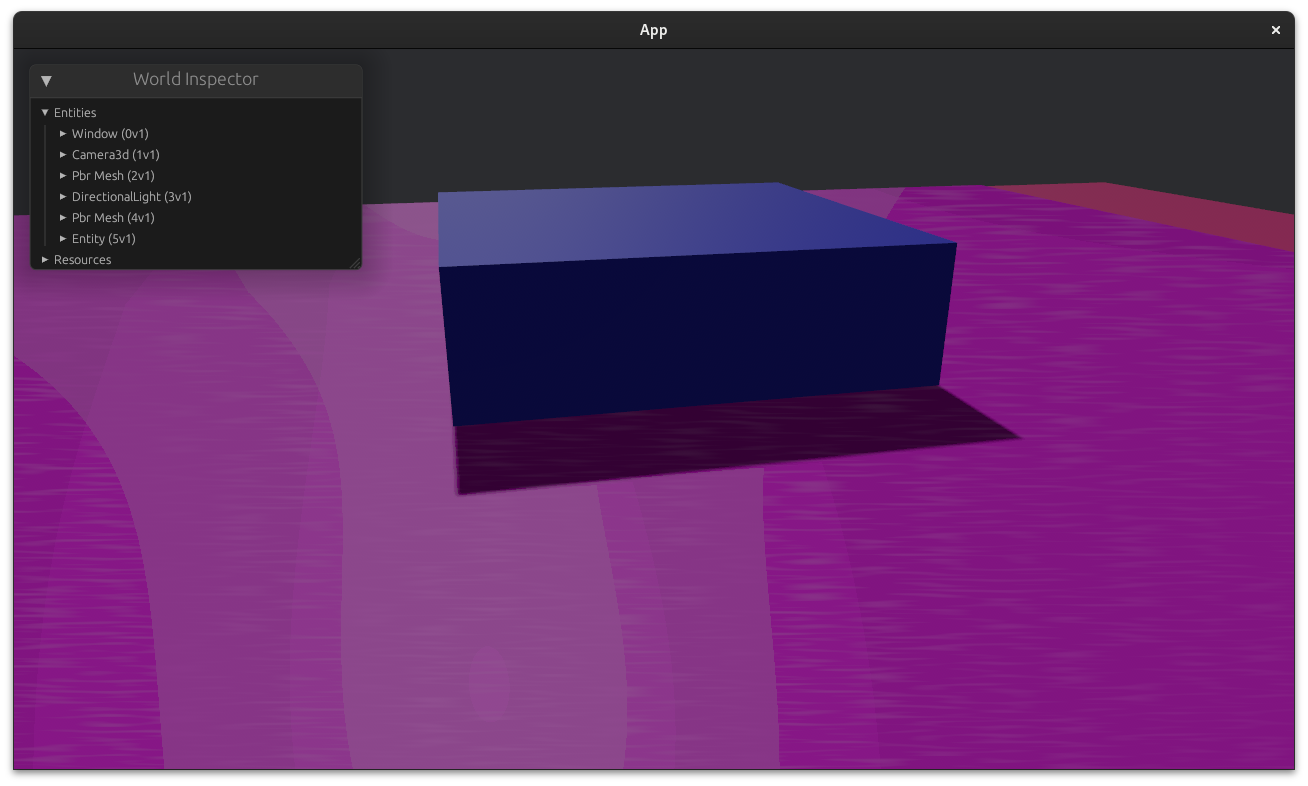 App
World Inspector
Entities
Window (0v1)
Camera3d (1v1)
Pbr Mesh (2v1)
DirectionalLight (3v1)
Pbr Mesh (4v1)
Entity (5v1)
Resources